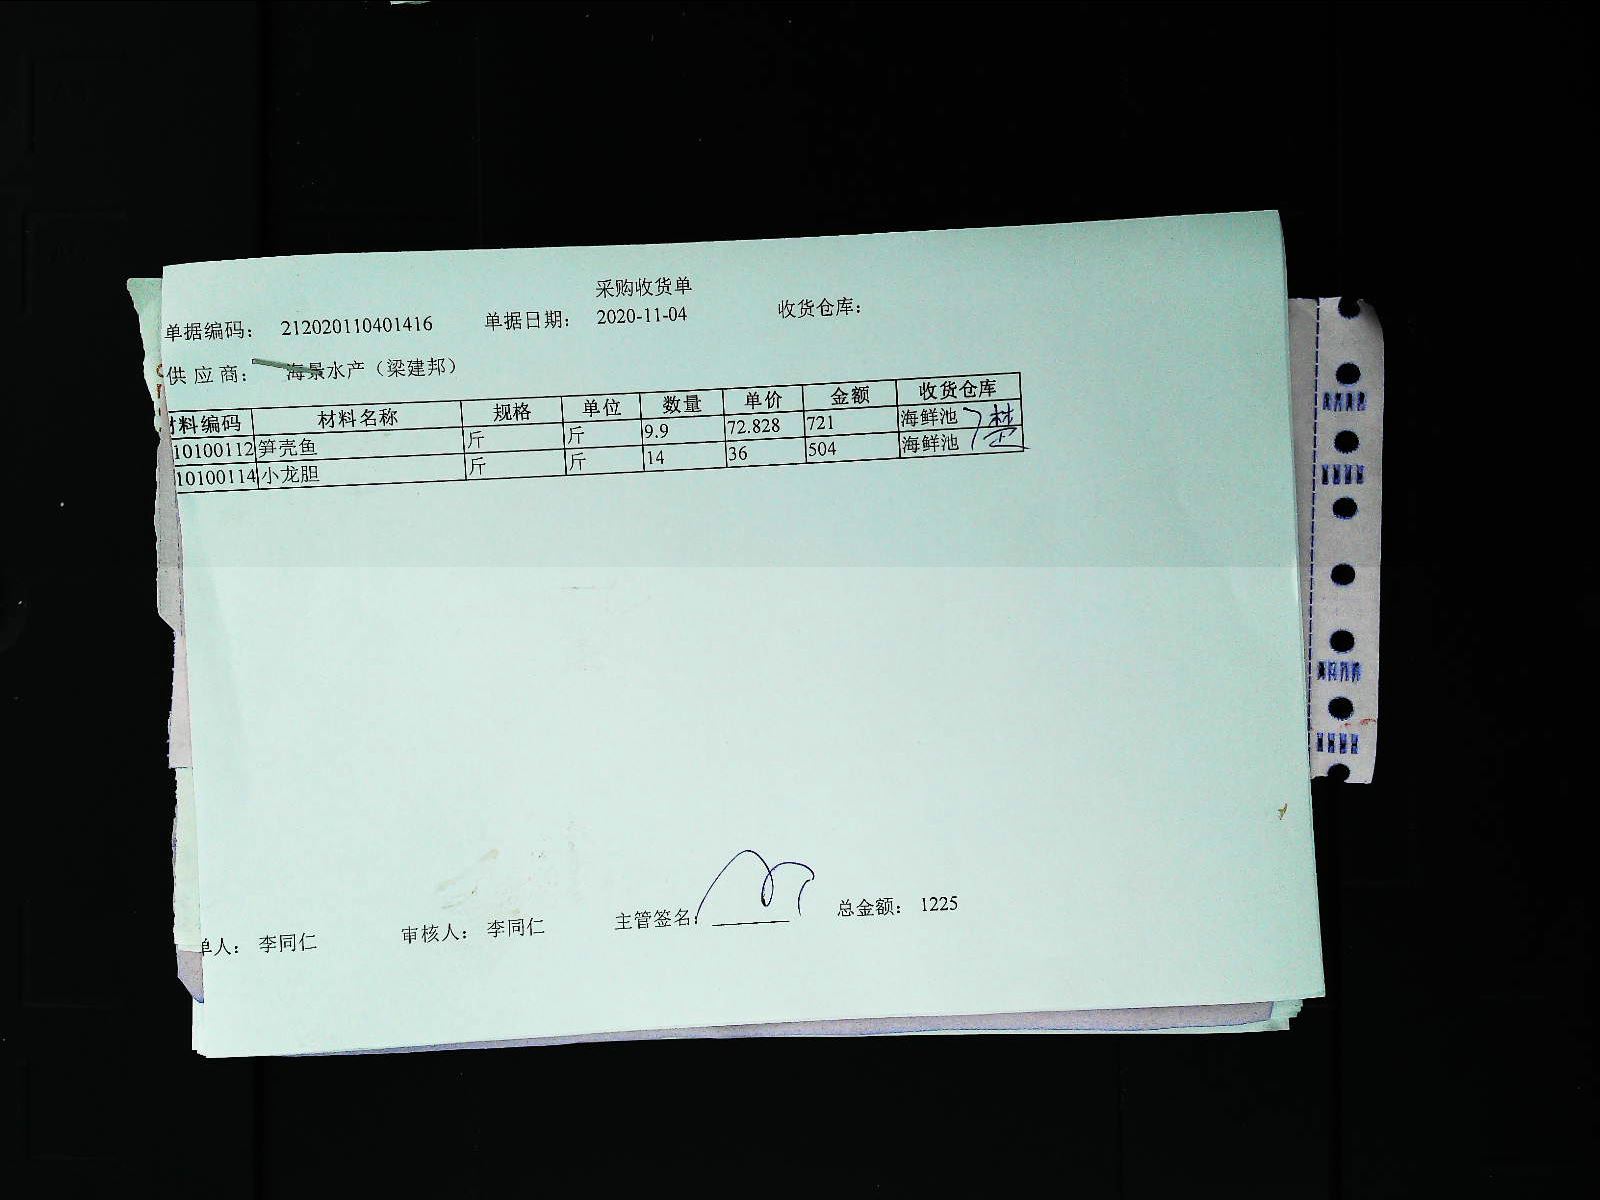 采购收货单
单据编码: 212020110401416 单据日期: 2020-11-04 收货仓库:
供应商: 海景水产（梁建邦）
材料编码 材料名称 规格 单位 数量 单价 金额 收货仓库
10100112 笋壳鱼 斤 斤 9.9 72.828 721 海鲜池
10100114 小龙胆 斤 斤 14 36 504 海鲜池
单人: 李同仁 审核人: 李同仁 主管签名: 总金额: 1225